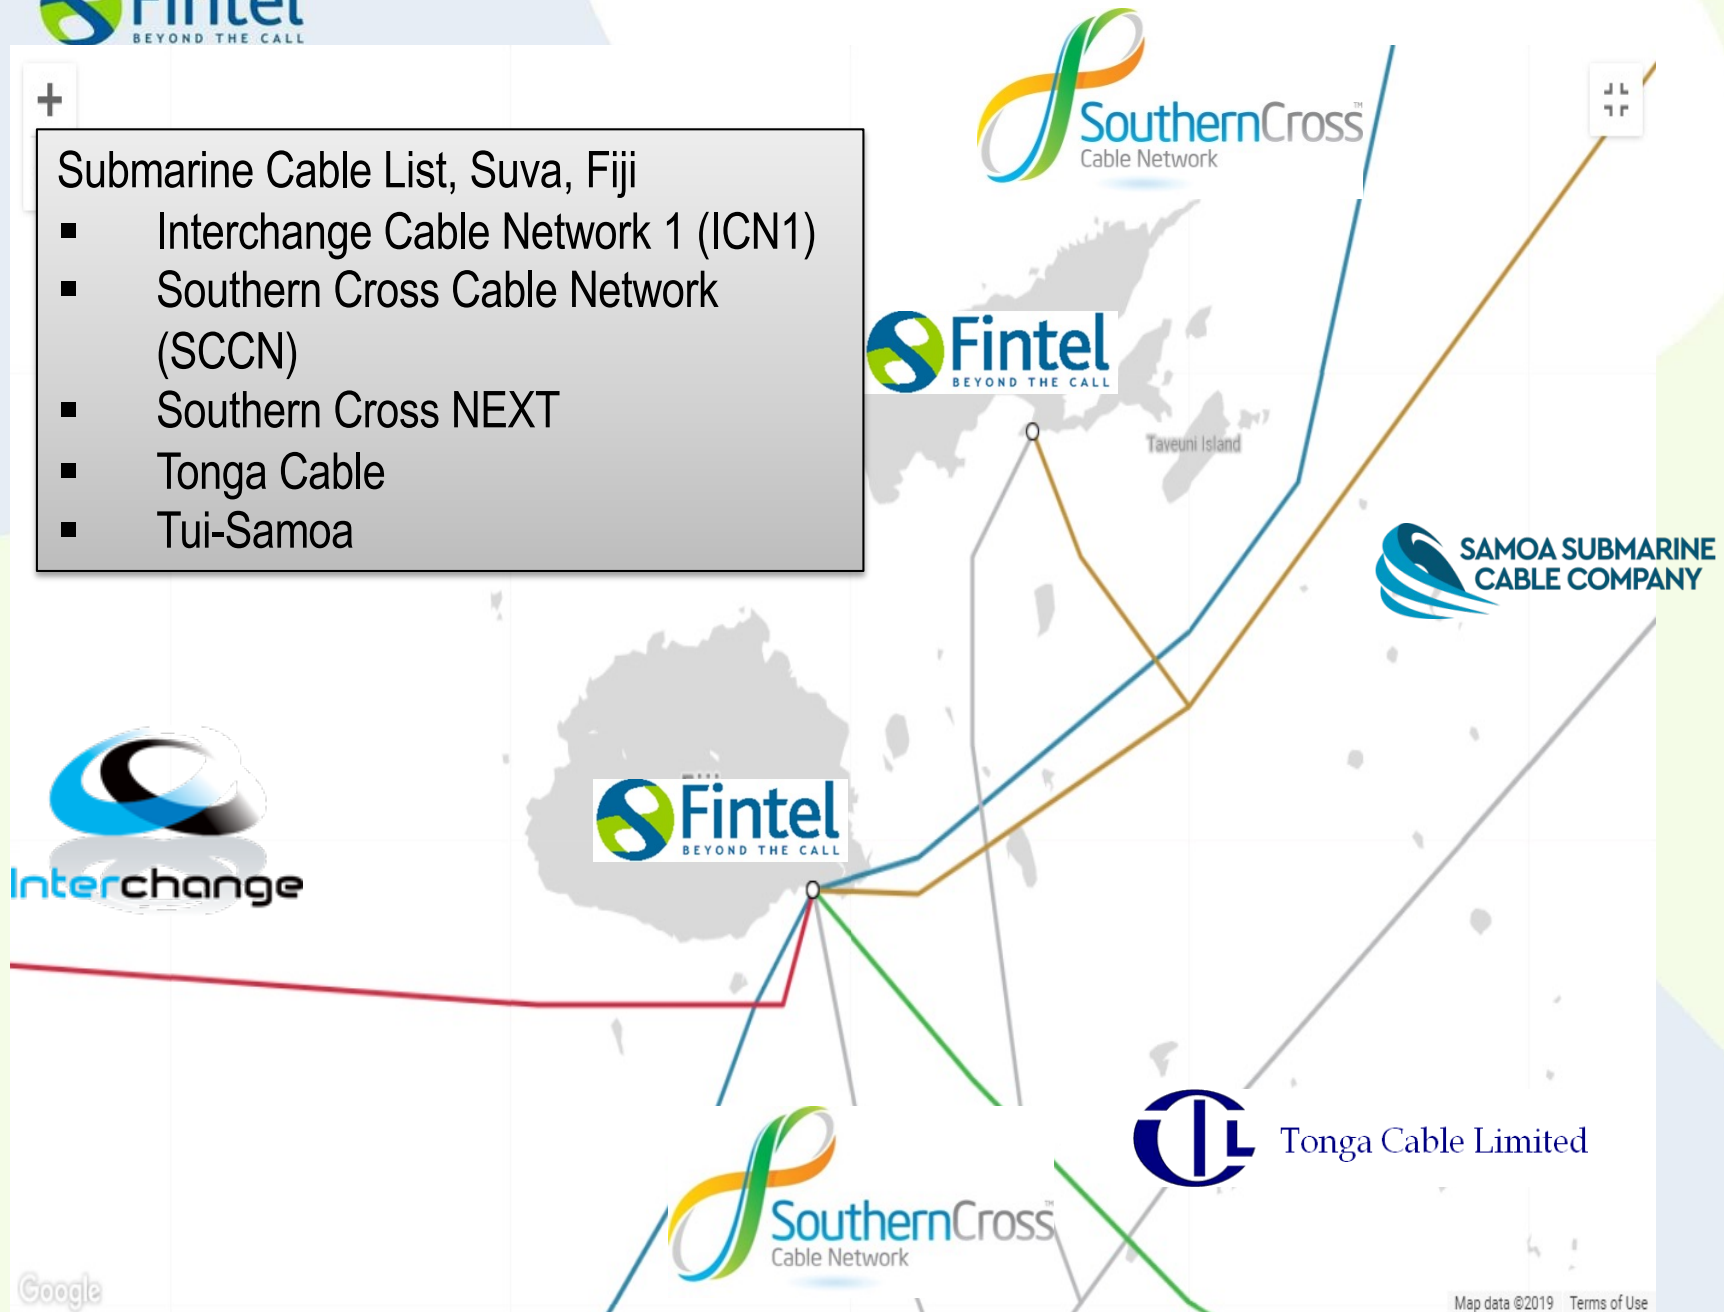 Fintel
BEYOND THE CALL
+
SouthernCross™
Cable Network
Submarine Cable List, Suva, Fiji
▪ Interchange Cable Network 1 (ICN1)
▪ Southern Cross Cable Network
(SCCN)
▪ Southern Cross NEXT
▪ Tonga Cable
▪ Tui-Samoa
Fintel
BEYOND THE CALL
Taveuni Island
SAMOA SUBMARINE
CABLE COMPANY
Interchange
Fintel
BEYOND THE CALL
Tonga Cable Limited
SouthernCross™
Cable Network
Google
Map data ©2019 Terms of Use